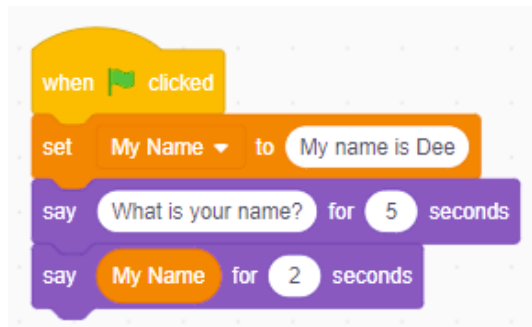 when clicked
set My Name to My name is Dee
say What is your name? for 5 seconds
say My Name for 2 seconds